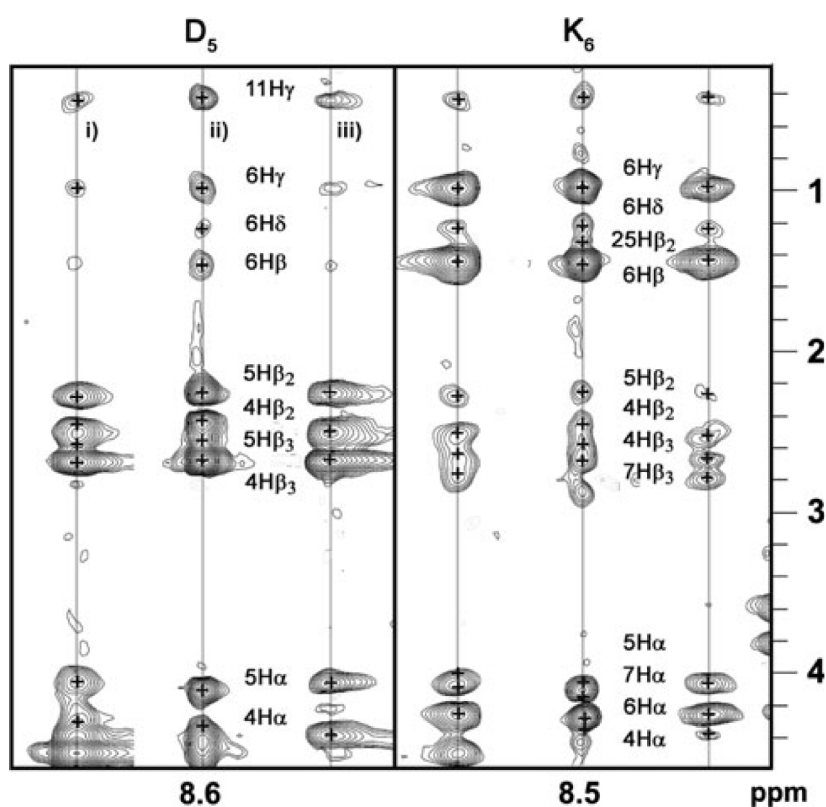 D₅ K₆
11Hγ
i) ii) iii)
6Hγ
6Hδ
6Hβ
5Hβ₂
4Hβ₂
5Hβ₃
4Hβ₃
5Hα
4Hα
6Hγ
6Hδ
25Hβ₂
6Hβ
5Hβ₂
4Hβ₂
4Hβ₃
7Hβ₃
5Hα
7Hα
6Hα
4Hα
1
2
3
4
8.6 8.5 ppm